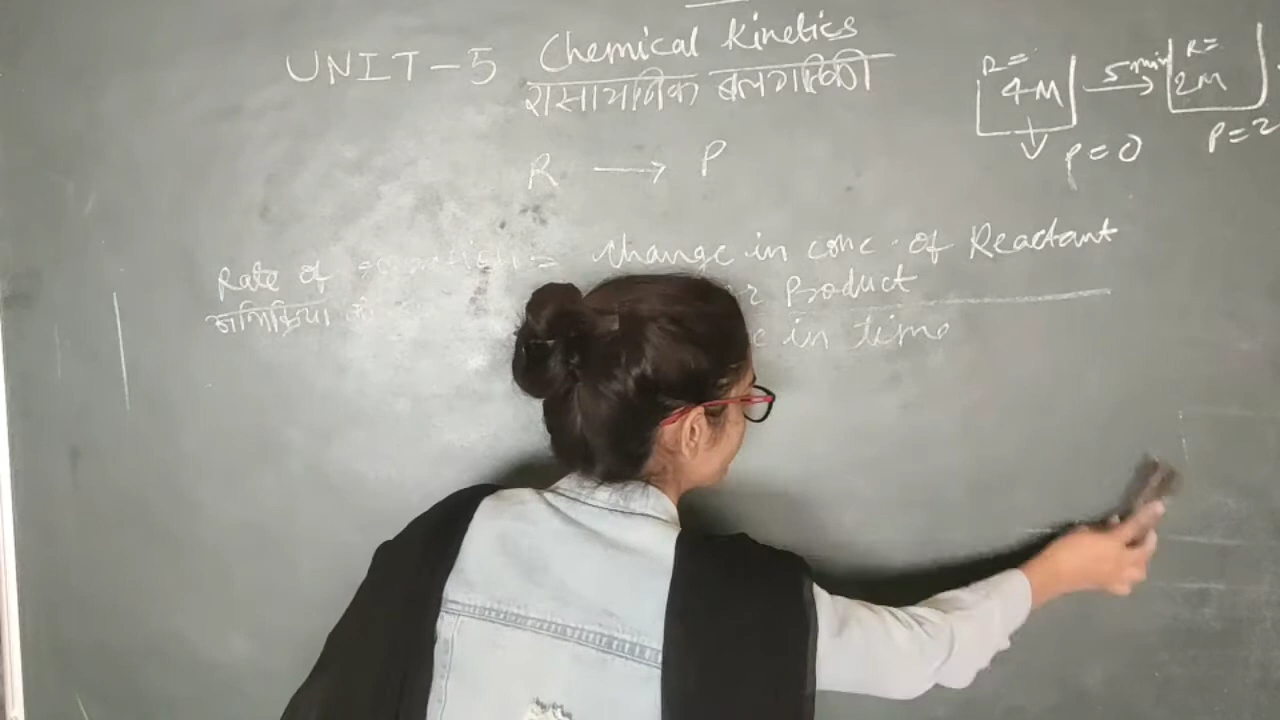 UNIT-5 Chemical Kinetics
रासायनिक बलगतिकी
R =
4M
5 min
R =
2M
P = 0
P = 2
R → P
Rate of = Change in conc. of Reactant
Product
in time